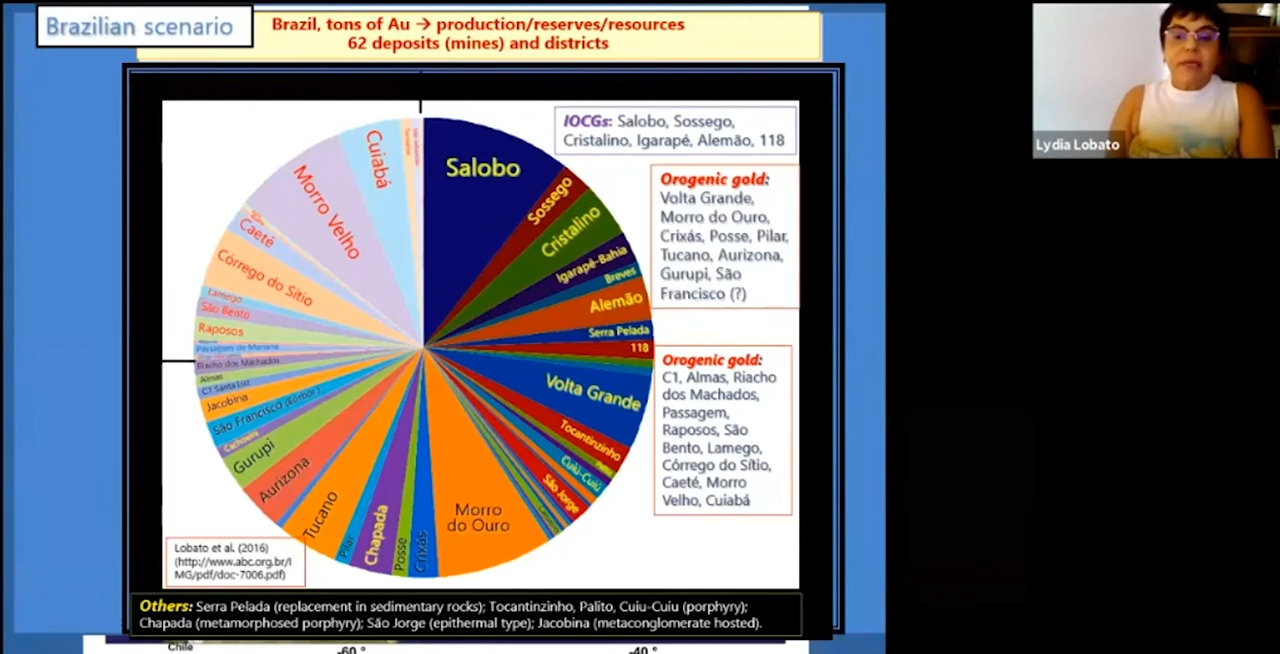 Brazilian scenario
Brazil, tons of Au → production/reserves/resources
62 deposits (mines) and districts
IOCGs: Salobo, Sossego,
Cristalino, Igarapé, Alemão, 118
Orogenic gold:
Volta Grande,
Morro do Ouro,
Crixás, Posse, Pilar,
Tucano, Aurizona,
Gurupi, São
Francisco (?)
Orogenic gold:
C1, Almas, Riacho
dos Machados,
Passagem,
Raposos, São
Bento, Lamego,
Córrego do Sítio,
Caeté, Morro
Velho, Cuiabá
Salobo
Sossego
Cristalino
Igarapé-Bahia
Breves
Alemão
Serra Pelada
118
Volta Grande
Tocantinzinho
Cuiú-Cuiú
São Jorge
Morro
do Ouro
Crixás
Posse
Chapada
Pilar
Tucano
Aurizona
Gurupi
Cachoeira
São Francisco (Borbor.)
Jacobina
C1 Santa Luz
Almas
Riacho dos Machados
Passagem de Mariana
Raposos
São Bento
Lamego
Córrego do Sítio
Caeté
Morro Velho
Cuiabá
Lobato et al. (2016)
(http://www.abc.org.br/I
MG/pdf/doc-7006.pdf)
Others: Serra Pelada (replacement in sedimentary rocks); Tocantinzinho, Palito, Cuiu-Cuiu (porphyry);
Chapada (metamorphosed porphyry); São Jorge (epithermal type); Jacobina (metaconglomerate hosted).
Chile
-60 °
-40 °
Lydia Lobato